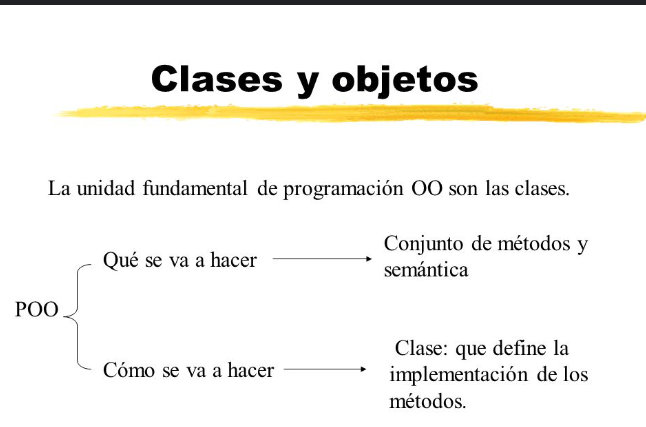 Clases y objetos
La unidad fundamental de programación OO son las clases.
Qué se va a hacer
Conjunto de métodos y
semántica
POO
Cómo se va a hacer
Clase: que define la
implementación de los
métodos.